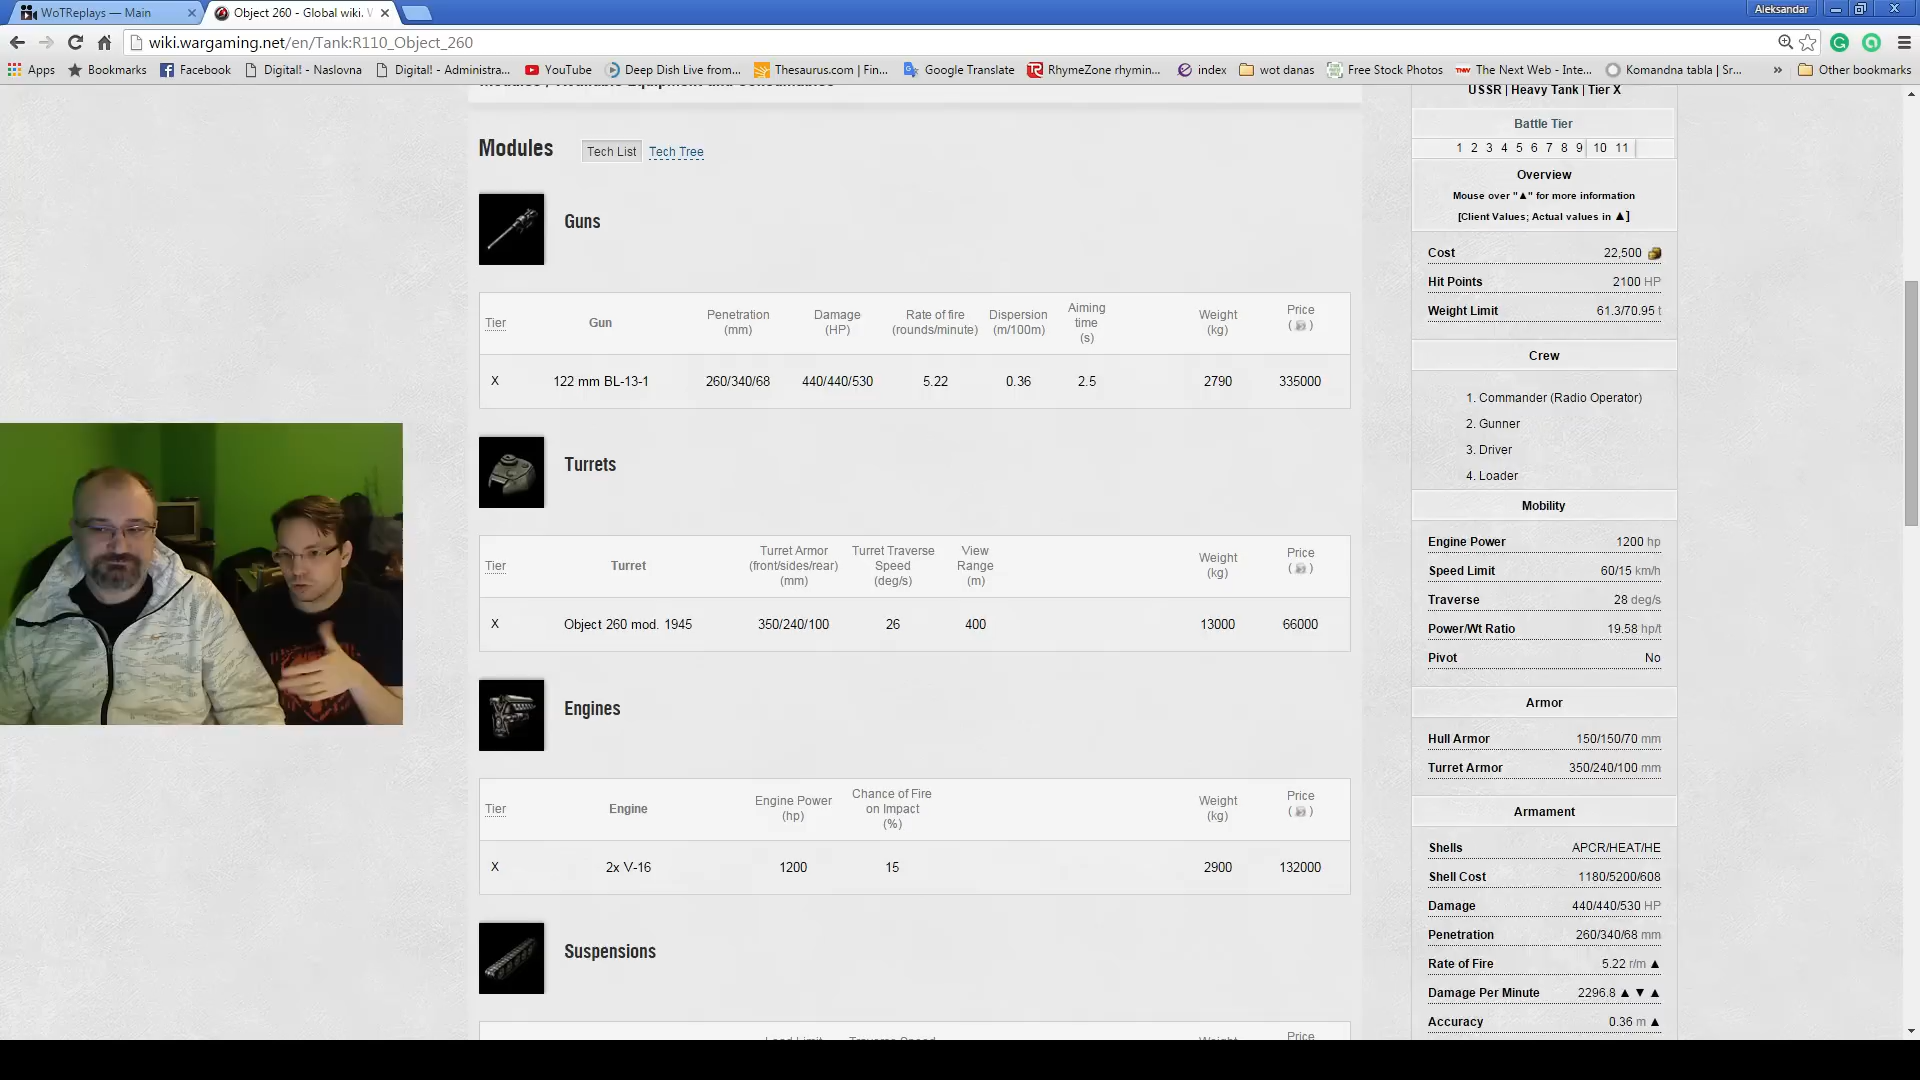 WoTReplays — Main
Object 260 - Global wiki. W
Aleksandar
wiki.wargaming.net/en/Tank:R110_Object_260
Apps Bookmarks Facebook Digital! - Naslovna Digital! - Administra... YouTube Deep Dish Live from... Thesaurus.com | Fin... Google Translate RhymeZone rhymin... index wot danas Free Stock Photos The Next Web - Inte... Komandna tabla | Sr... » Other bookmarks
Modules Tech List Tech Tree
Guns
Tier Gun Penetration (mm) Damage (HP) Rate of fire (rounds/minute) Dispersion (m/100m) Aiming time (s) Weight (kg) Price ( )
X 122 mm BL-13-1 260/340/68 440/440/530 5.22 0.36 2.5 2790 335000
Turrets
Tier Turret Turret Armor (front/sides/rear) (mm) Turret Traverse Speed (deg/s) View Range (m) Weight (kg) Price ( )
X Object 260 mod. 1945 350/240/100 26 400 13000 66000
Engines
Tier Engine Engine Power (hp) Chance of Fire on Impact (%) Weight (kg) Price ( )
X 2x V-16 1200 15 2900 132000
Suspensions
Price
USSR | Heavy Tank | Tier X
Battle Tier
1 2 3 4 5 6 7 8 9 10 11
Overview
Mouse over "▲" for more information
[Client Values; Actual values in ▲]
Cost 22,500
Hit Points 2100 HP
Weight Limit 61.3/70.95 t
Crew
1. Commander (Radio Operator)
2. Gunner
3. Driver
4. Loader
Mobility
Engine Power 1200 hp
Speed Limit 60/15 km/h
Traverse 28 deg/s
Power/Wt Ratio 19.58 hp/t
Pivot No
Armor
Hull Armor 150/150/70 mm
Turret Armor 350/240/100 mm
Armament
Shells APCR/HEAT/HE
Shell Cost 1180/5200/608
Damage 440/440/530 HP
Penetration 260/340/68 mm
Rate of Fire 5.22 r/m ▲
Damage Per Minute 2296.8 ▲ ▼ ▲
Accuracy 0.36 m ▲